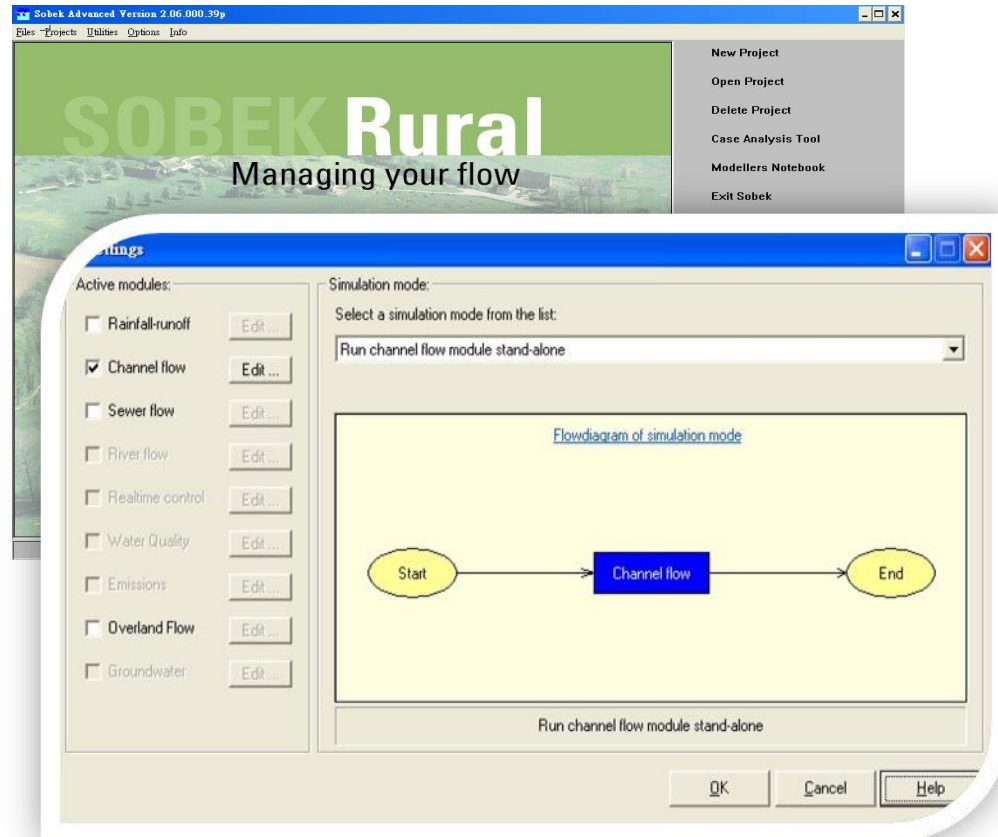 Sobek Advanced Version 2.06.000.39p
Files Projects Utilities Options Info
SOBEK Rural
Managing your flow
New Project
Open Project
Delete Project
Case Analysis Tool
Modellers Notebook
Exit Sobek
Active modules:
Rainfall-runoff Edit ...
Channel flow Edit ...
Sewer flow Edit ...
River flow Edit ...
Realtime control Edit ...
Water Quality Edit ...
Emissions Edit ...
Overland Flow Edit ...
Groundwater Edit ...
Simulation mode:
Select a simulation mode from the list:
Run channel flow module stand-alone
Flowdiagram of simulation mode
Start Channel flow End
Run channel flow module stand-alone
OK Cancel Help